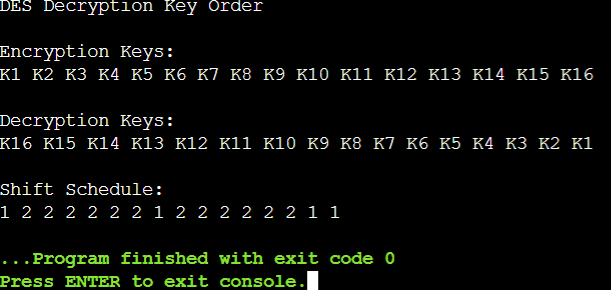 DES Decryption Key Order
Encryption Keys:
K1 K2 K3 K4 K5 K6 K7 K8 K9 K10 K11 K12 K13 K14 K15 K16
Decryption Keys:
K16 K15 K14 K13 K12 K11 K10 K9 K8 K7 K6 K5 K4 K3 K2 K1
Shift Schedule:
1 2 2 2 2 2 2 1 2 2 2 2 2 2 1 1
...Program finished with exit code 0
Press ENTER to exit console.